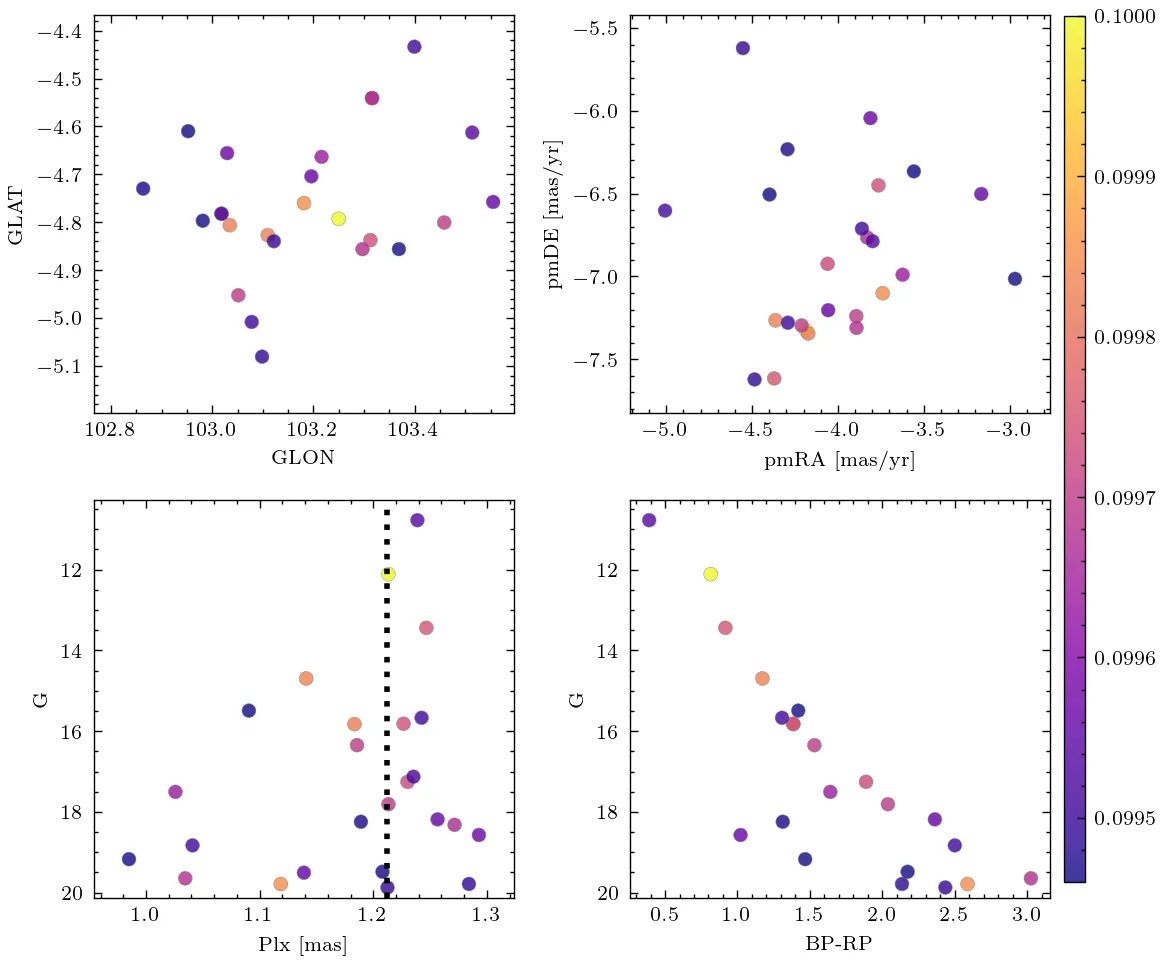 −4.4
−4.5
−4.6
−4.7
−4.8
−4.9
−5.0
−5.1
GLAT
102.8 103.0 103.2 103.4
GLON
−5.5
−6.0
−6.5
−7.0
−7.5
pmDE [mas/yr]
−5.0 −4.5 −4.0 −3.5 −3.0
pmRA [mas/yr]
0.1000
0.0999
0.0998
0.0997
0.0996
0.0995
12
14
16
18
20
G
1.0 1.1 1.2 1.3
Plx [mas]
12
14
16
18
20
G
0.5 1.0 1.5 2.0 2.5 3.0
BP-RP